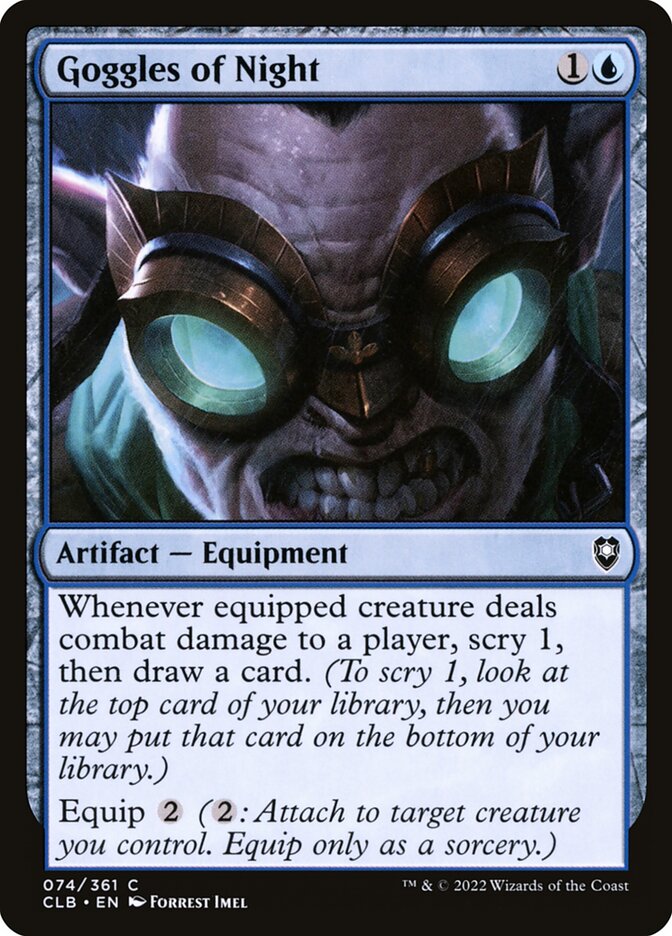 Goggles of Night 1
Artifact — Equipment
Whenever equipped creature deals
combat damage to a player, scry 1,
then draw a card. (To scry 1, look at
the top card of your library, then you
may put that card on the bottom of your
library.)
Equip 2 (2: Attach to target creature
you control. Equip only as a sorcery.)
074/361 C
™ & © 2022 Wizards of the Coast
CLB • EN Forrest Imel